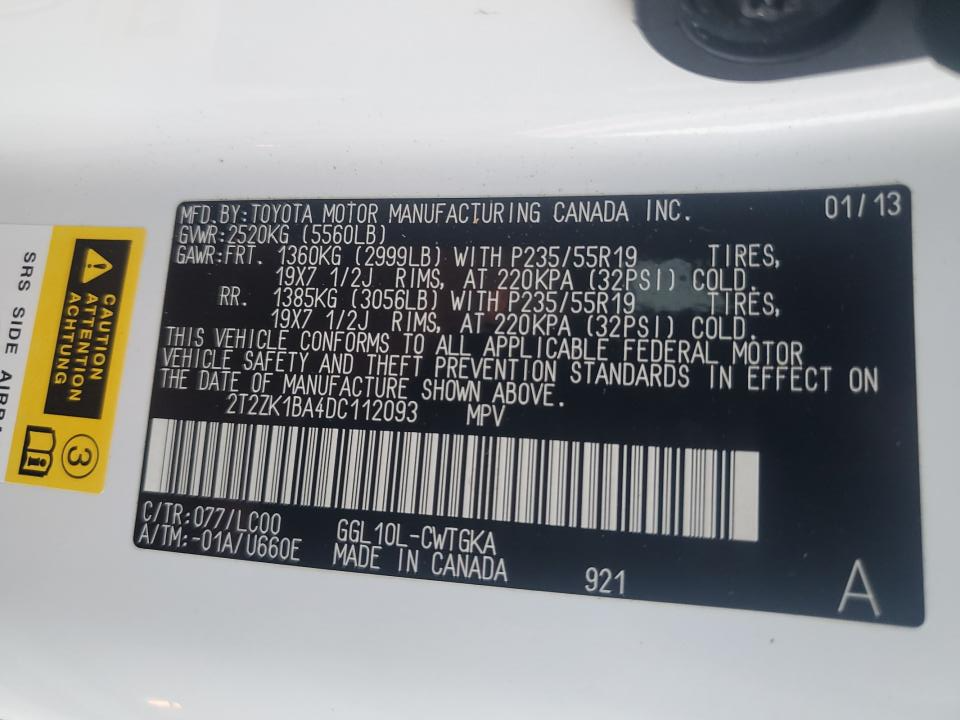 MFD.BY:TOYOTA MOTOR MANUFACTURING CANADA INC. 01/13
GVWR:2520KG (5560LB)
GAWR:FRT. 1360KG (2999LB) WITH P235/55R19 TIRES,
19X7 1/2J RIMS, AT 220KPA (32PSI) COLD.
RR. 1385KG (3056LB) WITH P235/55R19 TIRES,
19X7 1/2J RIMS, AT 220KPA (32PSI) COLD.
THIS VEHICLE CONFORMS TO ALL APPLICABLE FEDERAL MOTOR
VEHICLE SAFETY AND THEFT PREVENTION STANDARDS IN EFFECT ON
THE DATE OF MANUFACTURE SHOWN ABOVE.
2T2ZK1BA4DC112093 MPV
C/TR:077/LC00 GGL10L-CWTGKA
A/TM:-01A/U660E MADE IN CANADA
921
A
CAUTION
ATTENTION
ACHTUNG
3
SRS SIDE